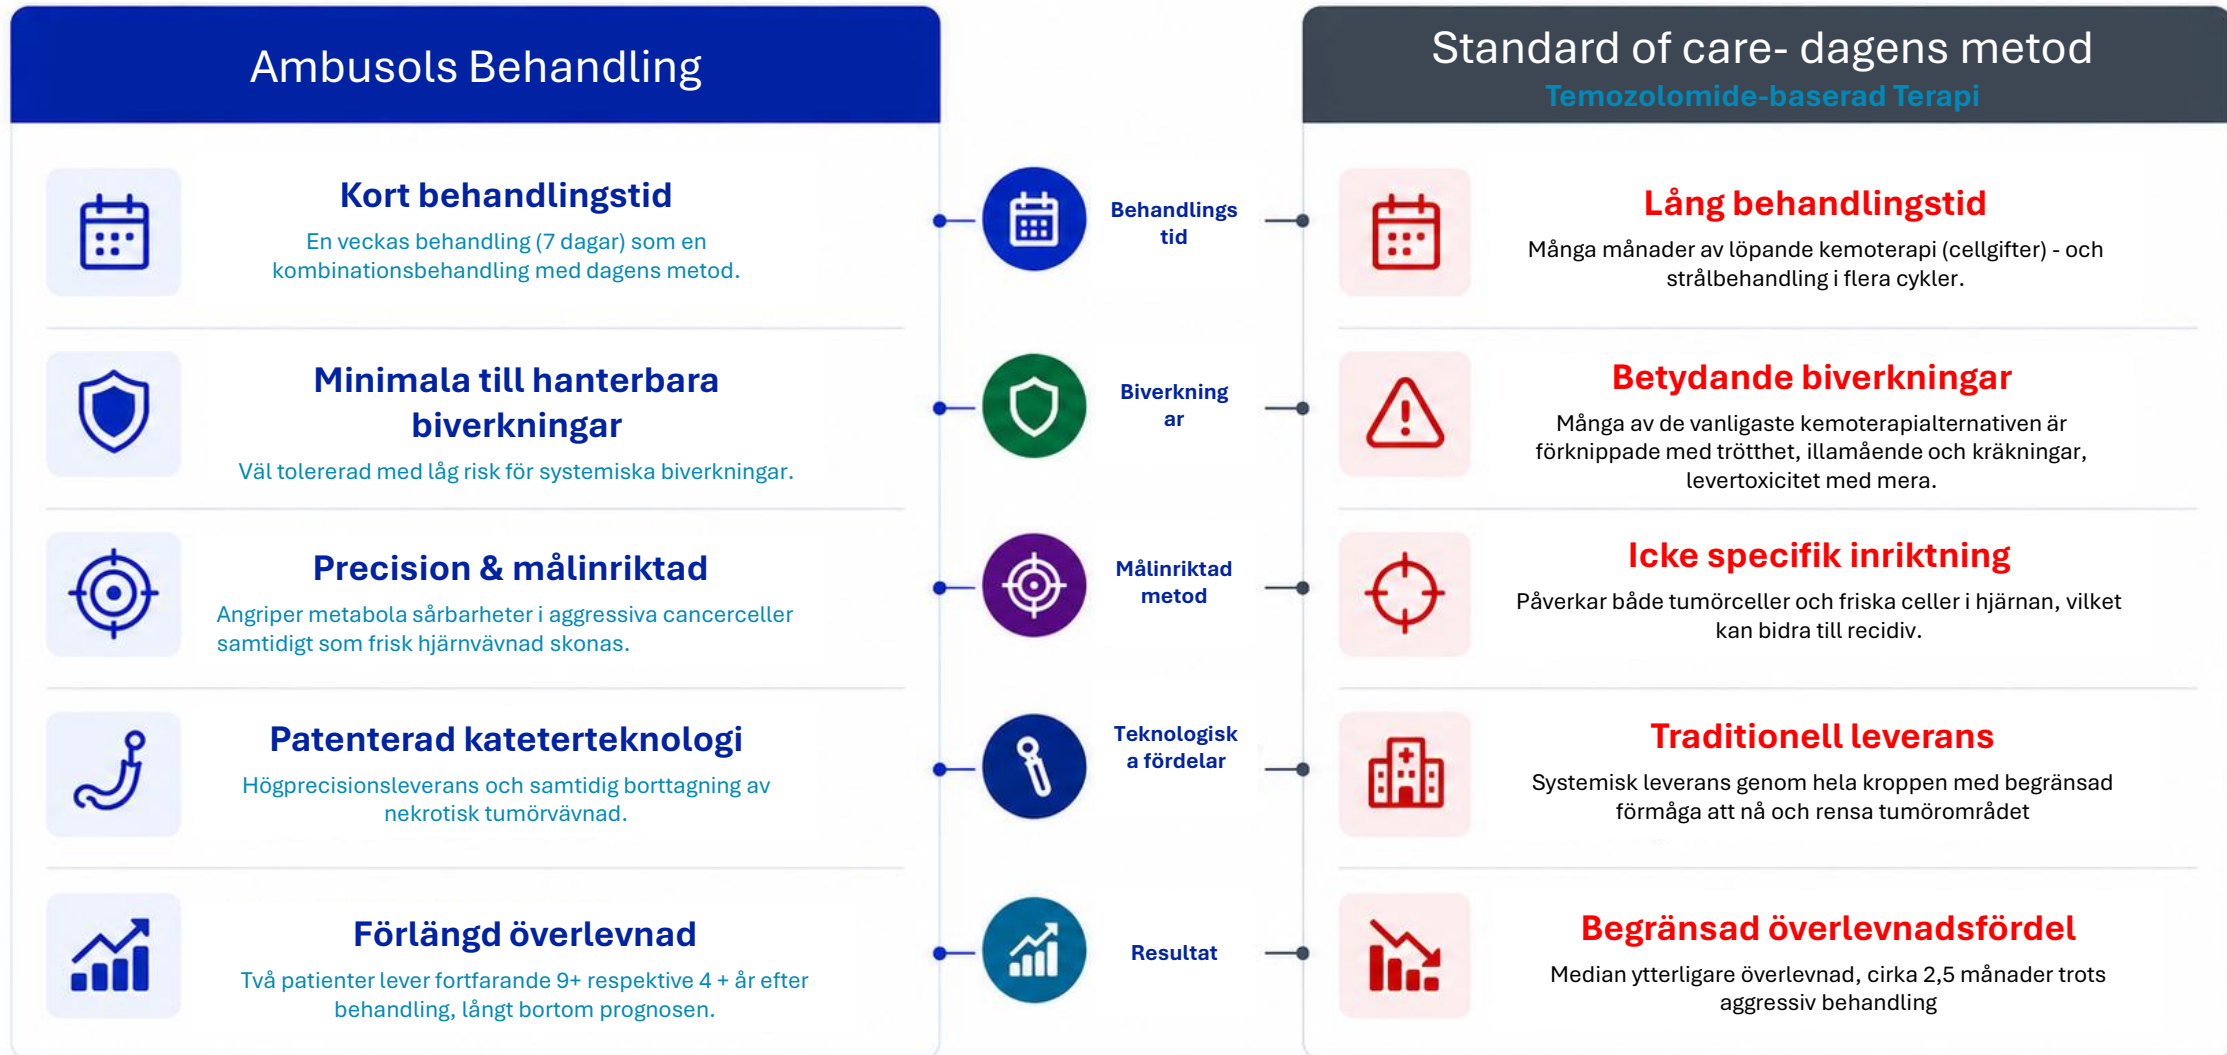 Ambusols Behandling
Kort behandlingstid
En veckas behandling (7 dagar) som en
kombinationsbehandling med dagens metod.
Minimala till hanterbara
biverkningar
Väl tolererad med låg risk för systemiska biverkningar.
Precision & målinriktad
Angriper metabola sårbarheter i aggressiva cancerceller
samtidigt som frisk hjärnvävnad skonas.
Patenterad kateterteknologi
Högprecisionsleverans och samtidig borttagning av
nekrotisk tumörvävnad.
Förlängd överlevnad
Två patienter lever fortfarande 9+ respektive 4 + år efter
behandling, långt bortom prognosen.
Behandlings
tid
Biverkning
ar
Målinriktad
metod
Teknologisk
a fördelar
Resultat
Standard of care- dagens metod
Temozolomide-baserad Terapi
Lång behandlingstid
Många månader av löpande kemoterapi (cellgifter) - och
strålbehandling i flera cykler.
Betydande biverkningar
Många av de vanligaste kemoterapialternativen är
förknippade med trötthet, illamående och kräkningar,
levertoxicitet med mera.
Icke specifik inriktning
Påverkar både tumörceller och friska celler i hjärnan, vilket
kan bidra till recidiv.
Traditionell leverans
Systemisk leverans genom hela kroppen med begränsad
förmåga att nå och rensa tumörområdet
Begränsad överlevnadsfördel
Median ytterligare överlevnad, cirka 2,5 månader trots
aggressiv behandling